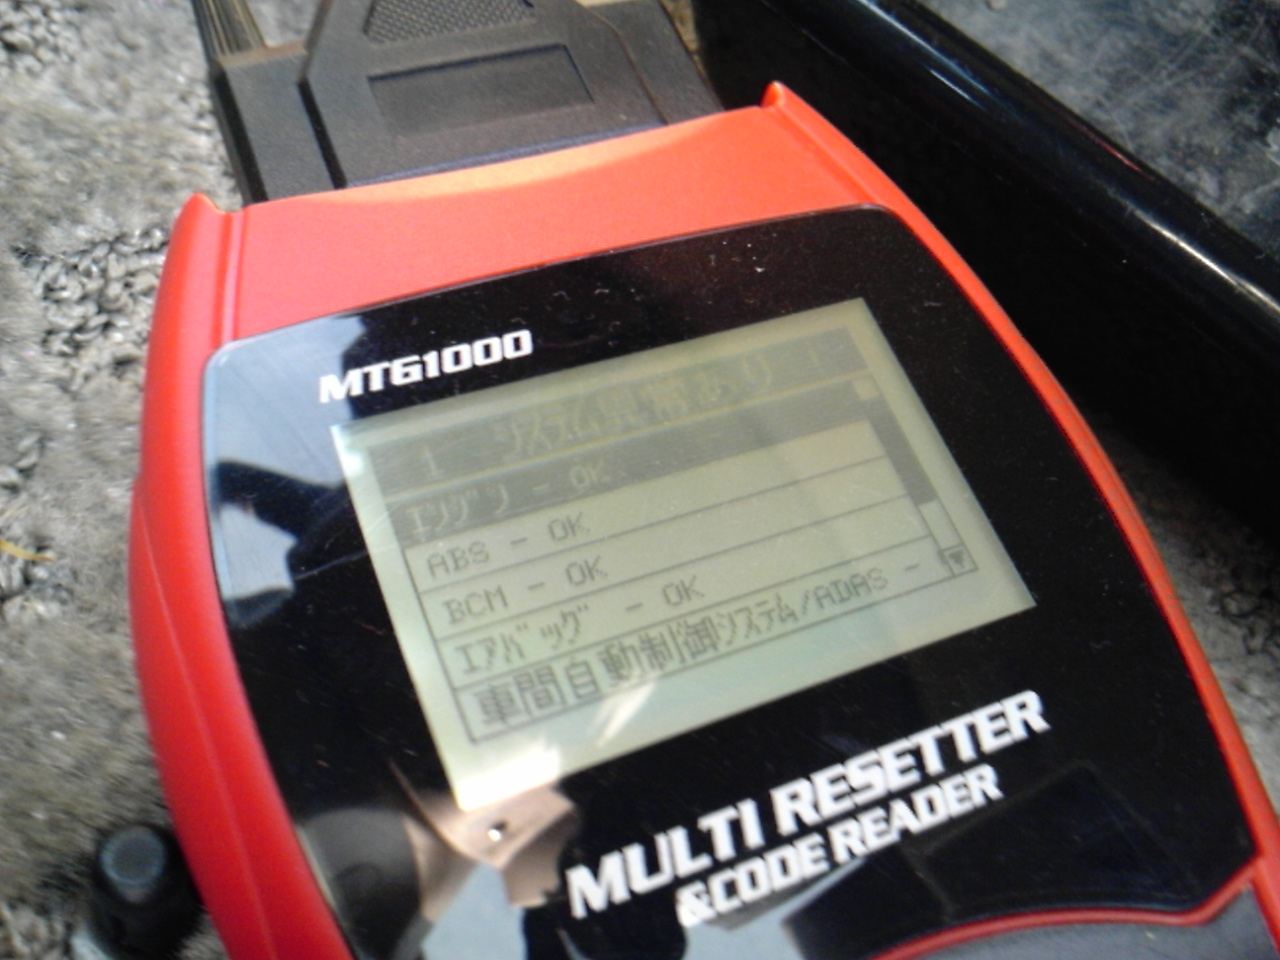 MTG1000
1 システム異常あり !
エンジン - OK
ABS - OK
BCM - OK
エアバッグ - OK
車間自動制御システム/ADAS -
MULTI RESETTER
&CODE READER